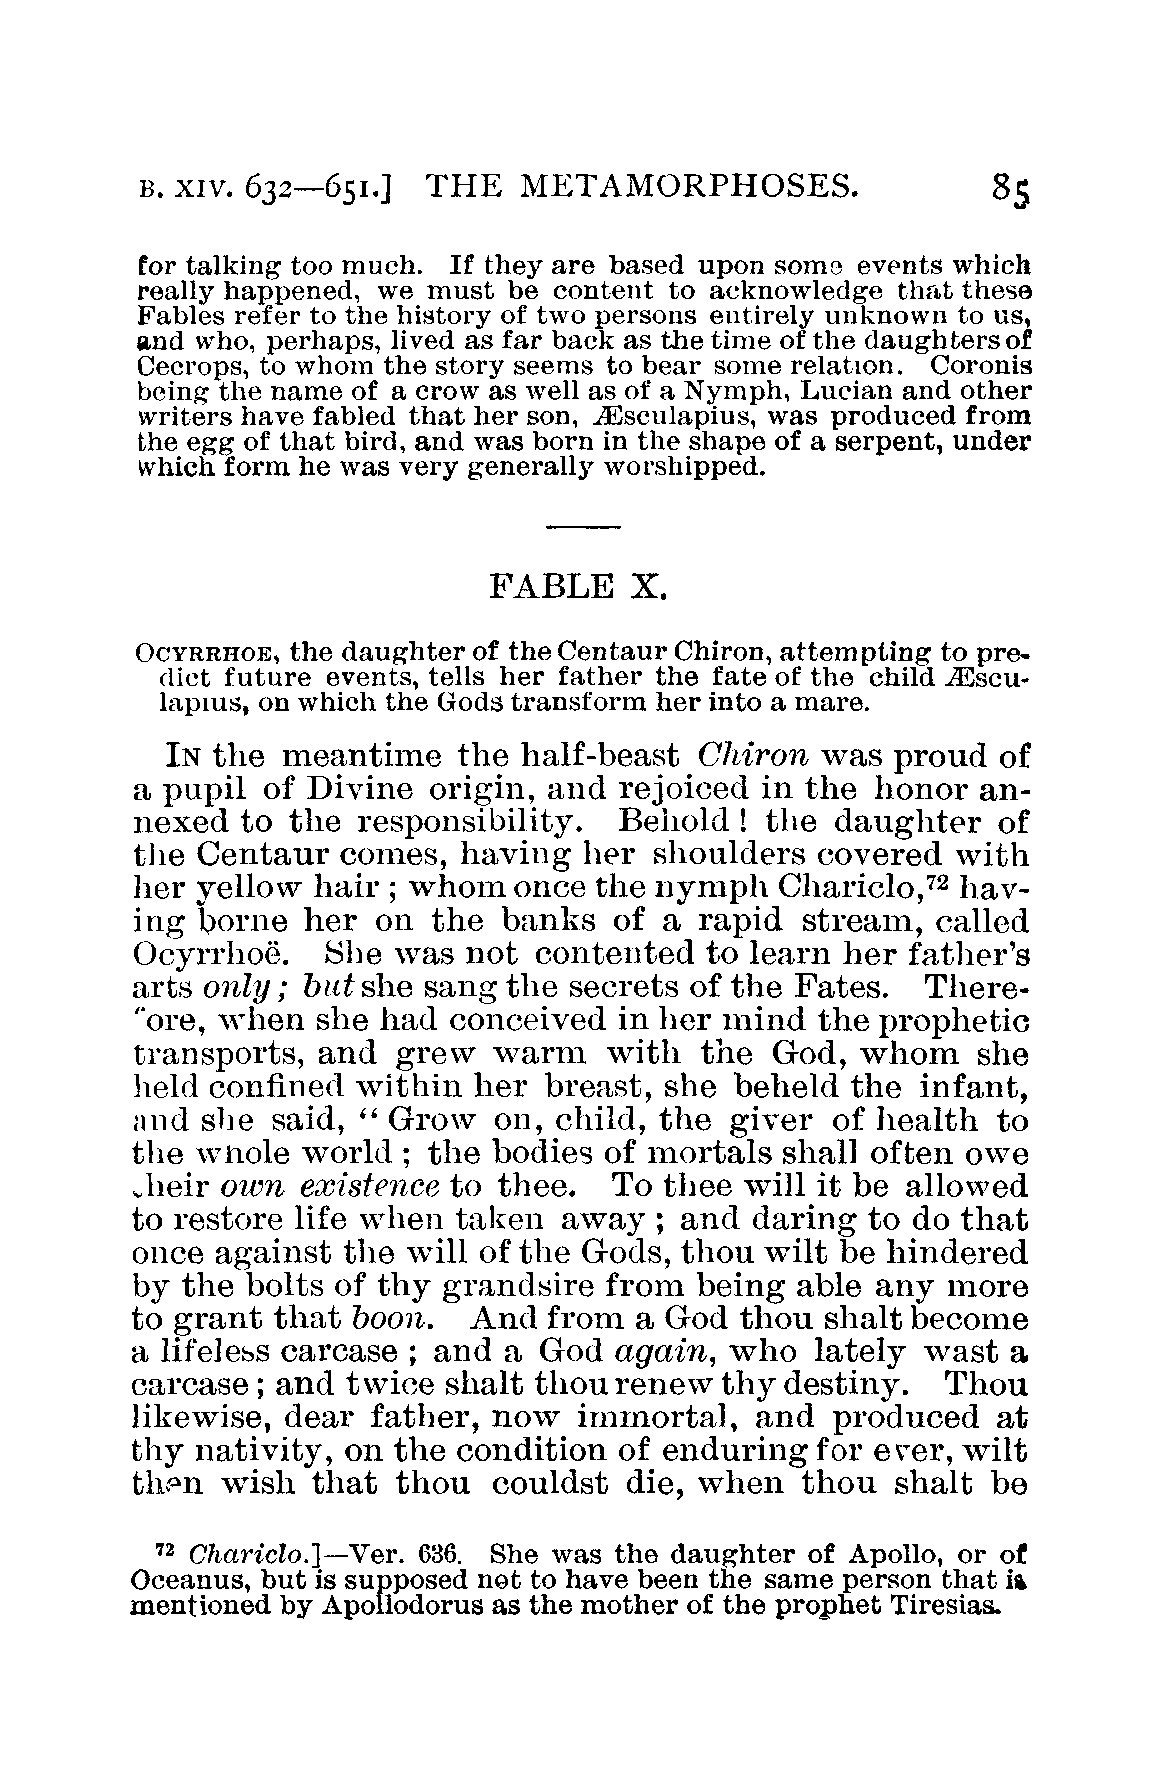 B. XIV. 632—651.] THE METAMORPHOSES. 85
for talking too much. If they are based upon some events which
really happened, we must be content to acknowledge that these
Fables refer to the history of two persons entirely unknown to us,
and who, perhaps, lived as far back as the time of the daughters of
Cecrops, to whom the story seems to bear some relation. Coronis
being the name of a crow as well as of a Nymph, Lucian and other
writers have fabled that her son, Æsculapius, was produced from
the egg of that bird, and was born in the shape of a serpent, under
which form he was very generally worshipped.
FABLE X.
OCYRRHOE, the daughter of the Centaur Chiron, attempting to pre-
dict future events, tells her father the fate of the child Æscu-
lapius, on which the Gods transform her into a mare.
IN the meantime the half-beast Chiron was proud of
a pupil of Divine origin, and rejoiced in the honor an-
nexed to the responsibility. Behold! the daughter of
the Centaur comes, having her shoulders covered with
her yellow hair; whom once the nymph Chariclo,72 hav-
ing borne her on the banks of a rapid stream, called
Ocyrrhoë. She was not contented to learn her father's
arts only; but she sang the secrets of the Fates. There-
fore, when she had conceived in her mind the prophetic
transports, and grew warm with the God, whom she
held confined within her breast, she beheld the infant,
and she said, "Grow on, child, the giver of health to
the whole world; the bodies of mortals shall often owe
their own existence to thee. To thee will it be allowed
to restore life when taken away; and daring to do that
once against the will of the Gods, thou wilt be hindered
by the bolts of thy grandsire from being able any more
to grant that boon. And from a God thou shalt become
a lifeless carcase; and a God again, who lately wast a
carcase; and twice shalt thou renew thy destiny. Thou
likewise, dear father, now immortal, and produced at
thy nativity, on the condition of enduring for ever, wilt
then wish that thou couldst die, when thou shalt be
72 Chariclo.]—Ver. 636. She was the daughter of Apollo, or of
Oceanus, but is supposed not to have been the same person that is
mentioned by Apollodorus as the mother of the prophet Tiresias.